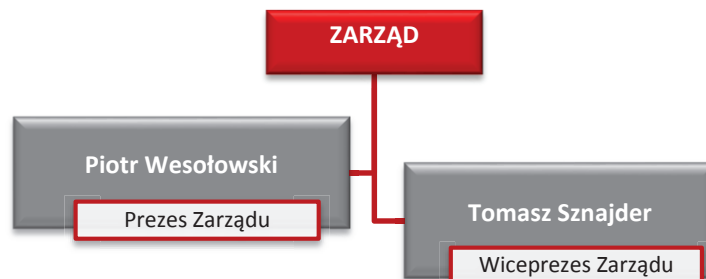 ZARZĄD
Piotr Wesołowski
Prezes Zarządu
Tomasz Sznajder
Wiceprezes Zarządu